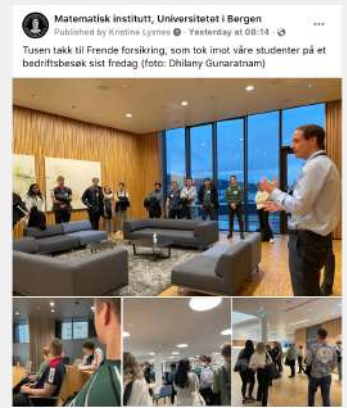 Matematisk institutt, Universitetet i Bergen
Published by Kristine Lysnes · Yesterday at 08:14 ·
Tusen takk til Frende forsikring, som tok imot våre studenter på et
bedriftsbesøk sist fredag (foto: Dhilany Gunaratnam)